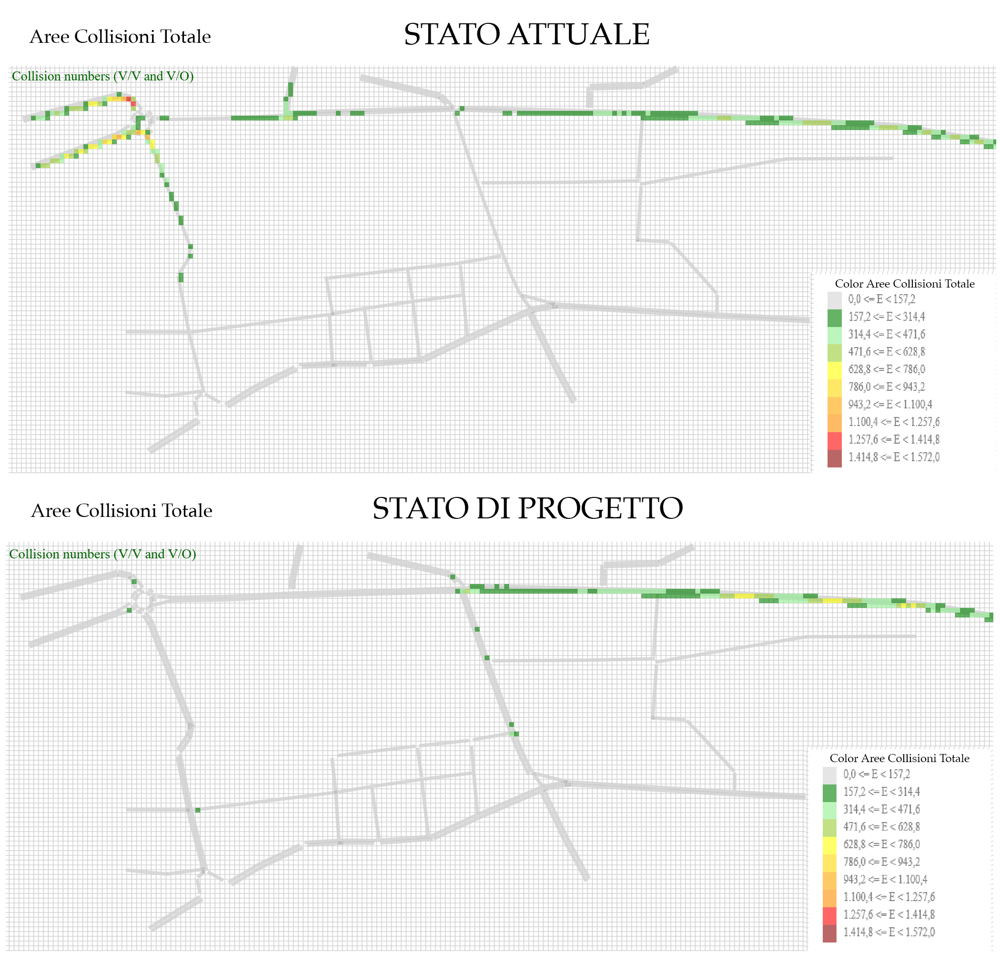 STATO ATTUALE
Aree Collisioni Totale
Collision numbers (V/V and V/O)
Color Aree Collisioni Totale
0,0 <= E < 157,2
157,2 <= E < 314,4
314,4 <= E < 471,6
471,6 <= E < 628,8
628,8 <= E < 786,0
786,0 <= E < 943,2
943,2 <= E < 1.100,4
1.100,4 <= E < 1.257,6
1.257,6 <= E < 1.414,8
1.414,8 <= E < 1.572,0
STATO DI PROGETTO
Aree Collisioni Totale
Collision numbers (V/V and V/O)
Color Aree Collisioni Totale
0,0 <= E < 157,2
157,2 <= E < 314,4
314,4 <= E < 471,6
471,6 <= E < 628,8
628,8 <= E < 786,0
786,0 <= E < 943,2
943,2 <= E < 1.100,4
1.100,4 <= E < 1.257,6
1.257,6 <= E < 1.414,8
1.414,8 <= E < 1.572,0